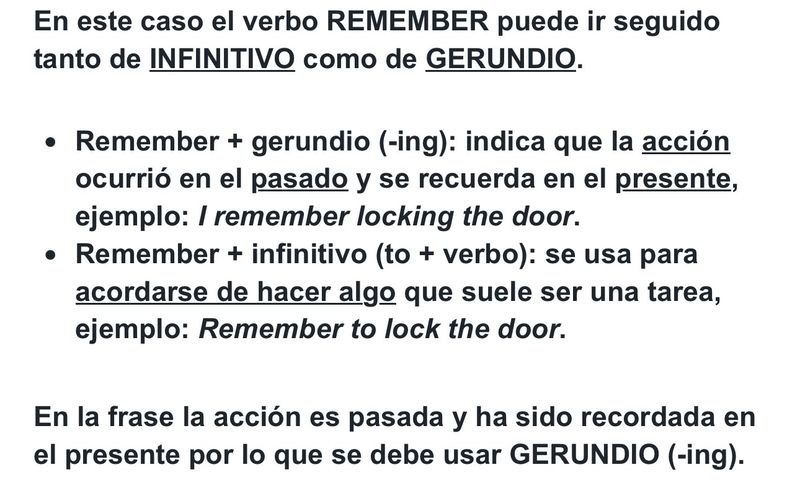 En este caso el verbo REMEMBER puede ir seguido
tanto de INFINITIVO como de GERUNDIO.
• Remember + gerundio (-ing): indica que la acción
ocurrió en el pasado y se recuerda en el presente,
ejemplo: I remember locking the door.
• Remember + infinitivo (to + verbo): se usa para
acordarse de hacer algo que suele ser una tarea,
ejemplo: Remember to lock the door.
En la frase la acción es pasada y ha sido recordada en
el presente por lo que se debe usar GERUNDIO (-ing).